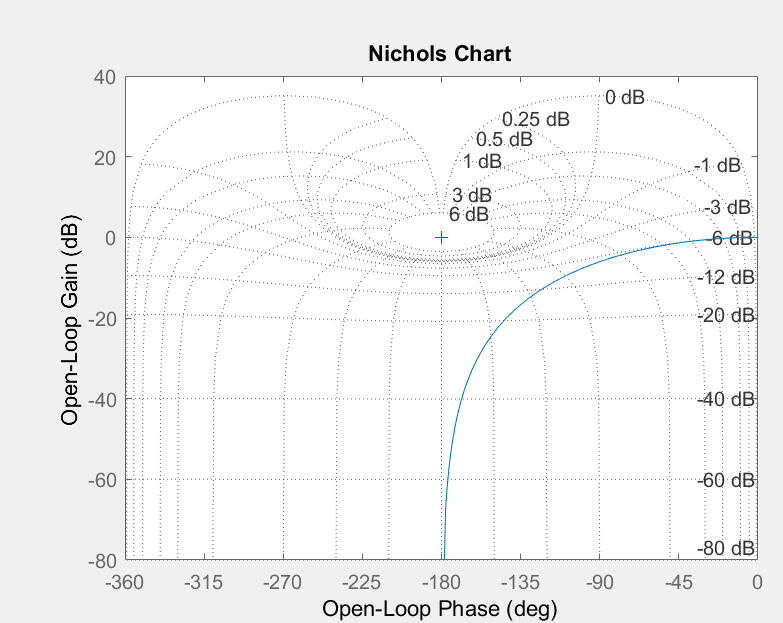 Nichols Chart
40
0 dB
0.25 dB
0.5 dB
20
1 dB
-1 dB
3 dB
6 dB
-3 dB
0
-6 dB
-12 dB
-20
-20 dB
Open-Loop Gain (dB)
-40
-40 dB
-60
-60 dB
-80 dB
-80
-360 -315 -270 -225 -180 -135 -90 -45 0
Open-Loop Phase (deg)